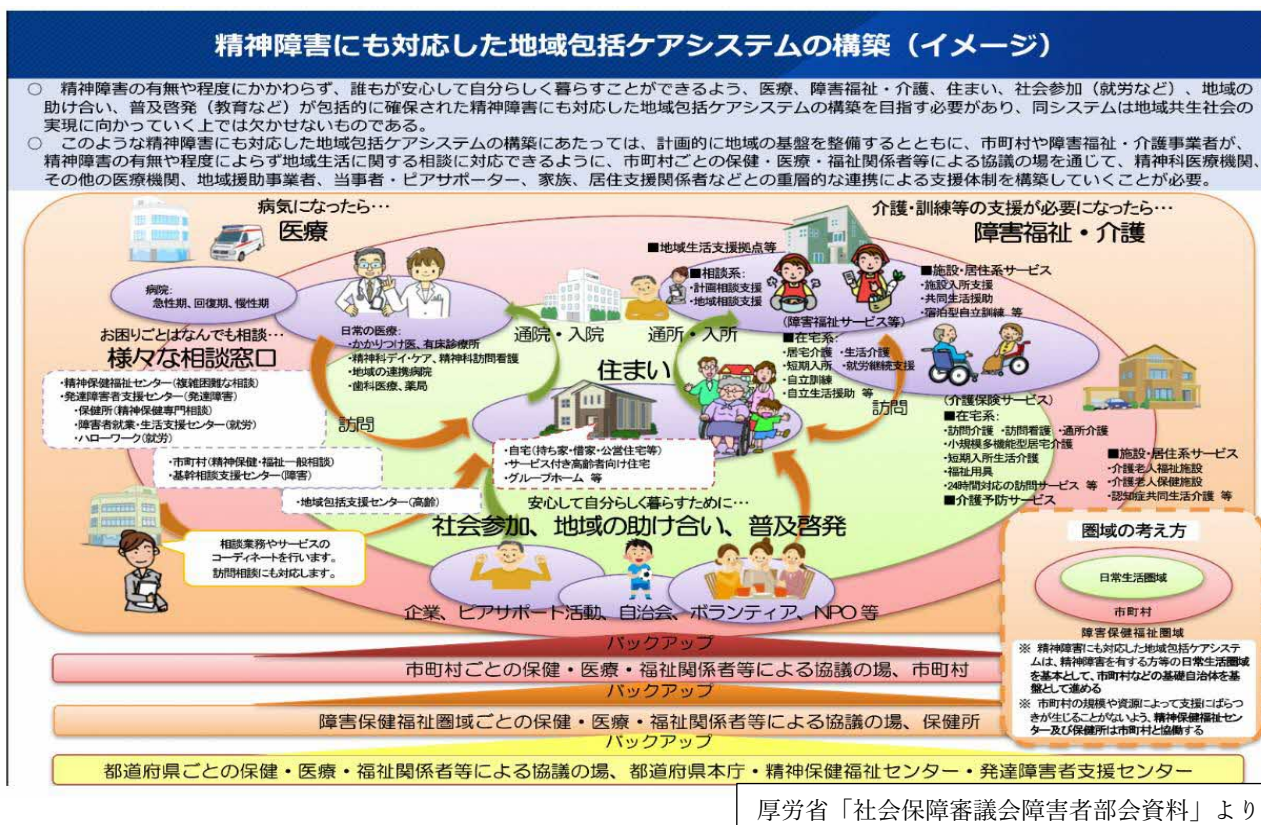 精神障害にも対応した地域包括ケアシステムの構築（イメージ）
○　精神障害の有無や程度にかかわらず、誰もが安心して自分らしく暮らすことができるよう、医療、障害福祉・介護、住まい、社会参加（就労など）、地域の
助け合い、普及啓発（教育など）が包括的に確保された精神障害にも対応した地域包括ケアシステムの構築を目指す必要があり、同システムは地域共生社会の
実現に向かっていく上では欠かせないものである。
○　このような精神障害にも対応した地域包括ケアシステムの構築にあたっては、計画的に地域の基盤を整備するとともに、市町村や障害福祉・介護事業者が、
精神障害の有無や程度によらず地域生活に関する相談に対応できるように、市町村ごとの保健・医療・福祉関係者等による協議の場を通じて、精神科医療機関、
その他の医療機関、地域援助事業者、当事者・ピアサポーター、家族、居住支援関係者などとの重層的な連携による支援体制を構築していくことが必要。
病気になったら…
医療
病院:
急性期、回復期、慢性期
日常の医療:
・かかりつけ医、有床診療所
・精神科デイ・ケア、精神科訪問看護
・地域の連携病院
・歯科医療、薬局
お困りごとはなんでも相談…
様々な相談窓口
・精神保健福祉センター(複雑困難な相談)
・発達障害者支援センター(発達障害)
・保健所(精神保健専門相談)
・障害者就業・生活支援センター(就労)
・ハローワーク(就労)
・市町村(精神保健・福祉一般相談)
・基幹相談支援センター(障害)
・地域包括支援センター(高齢)
相談業務やサービスの
コーディネートを行います。
訪問相談にも対応します。
訪問
通院・入院
通所・入所
住まい
・自宅(持ち家・借家・公営住宅等)
・サービス付き高齢者向け住宅
・グループホーム 等
訪問
介護・訓練等の支援が必要になったら…
障害福祉・介護
■地域生活支援拠点等
■相談系:
・計画相談支援
・地域相談支援
(障害福祉サービス等)
■在宅系:
・居宅介護　・生活介護
・短期入所　・就労継続支援
・自立訓練
・自立生活援助 等
■施設・居住系サービス
・施設入所支援
・共同生活援助
・宿泊型自立訓練 等
(介護保険サービス)
■在宅系:
・訪問介護 ・訪問看護 ・通所介護
・小規模多機能型居宅介護
・短期入所生活介護
・福祉用具
・24時間対応の訪問サービス 等
■介護予防サービス
■施設・居住系サービス
・介護老人福祉施設
・介護老人保健施設
・認知症共同生活介護 等
安心して自分らしく暮らすために…
社会参加、地域の助け合い、普及啓発
企業、ピアサポート活動、自治会、ボランティア、NPO 等
圏域の考え方
日常生活圏域
市町村
障害保健福祉圏域
※ 精神障害にも対応した地域包括ケアシステ
ムは、精神障害を有する方等の日常生活圏域
を基本として、市町村などの基礎自治体を基
盤として進める
※ 市町村の規模や資源によって支援にばらつ
きが生じることがないよう、精神保健福祉セン
ター及び保健所は市町村と協働する
バックアップ
市町村ごとの保健・医療・福祉関係者等による協議の場、市町村
バックアップ
障害保健福祉圏域ごとの保健・医療・福祉関係者等による協議の場、保健所
バックアップ
都道府県ごとの保健・医療・福祉関係者等による協議の場、都道府県本庁・精神保健福祉センター・発達障害者支援センター
厚労省「社会保障審議会障害者部会資料」より